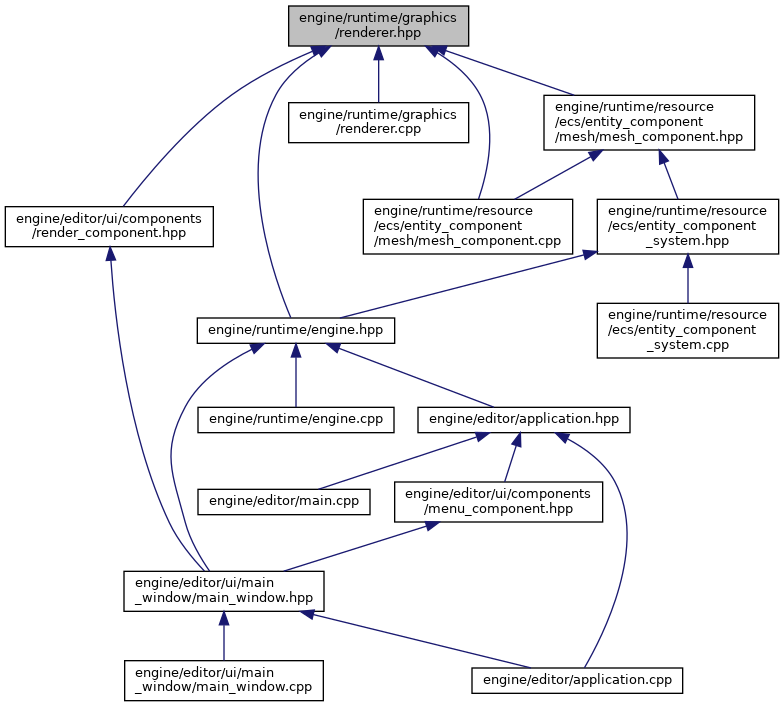 engine/runtime/graphics
/renderer.hpp
engine/runtime/graphics
/renderer.cpp
engine/runtime/resource
/ecs/entity_component
/mesh/mesh_component.hpp
engine/editor/ui/components
/render_component.hpp
engine/runtime/resource
/ecs/entity_component
/mesh/mesh_component.cpp
engine/runtime/resource
/ecs/entity_component
_system.hpp
engine/runtime/engine.hpp
engine/runtime/resource
/ecs/entity_component
_system.cpp
engine/runtime/engine.cpp
engine/editor/application.hpp
engine/editor/main.cpp
engine/editor/ui/components
/menu_component.hpp
engine/editor/ui/main
_window/main_window.hpp
engine/editor/ui/main
_window/main_window.cpp
engine/editor/application.cpp